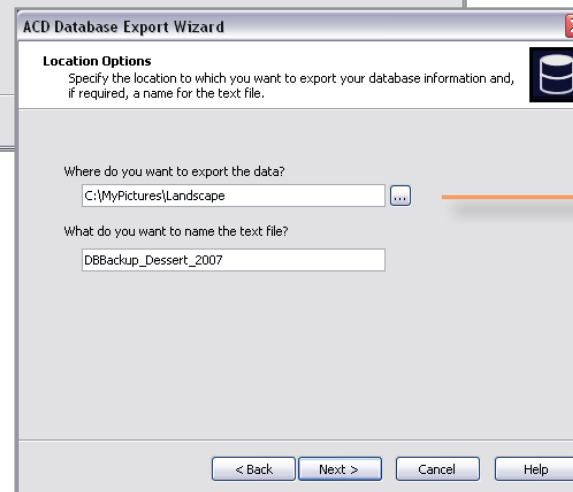 ACD Database Export Wizard
Location Options
Specify the location to which you want to export your database information and,
if required, a name for the text file.
Where do you want to export the data?
C:\MyPictures\Landscape
...
What do you want to name the text file?
DBBackup_Dessert_2007
< Back
Next >
Cancel
Help